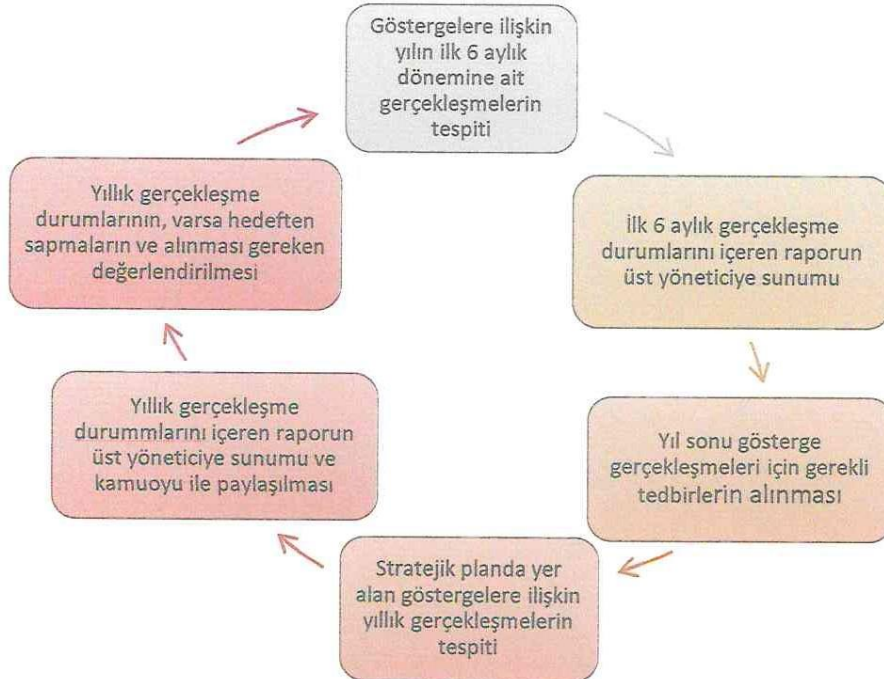 Göstergelere ilişkin
yılın ilk 6 aylık
dönemine ait
gerçekleşmelerin
tespiti
İlk 6 aylık gerçekleşme
durumlarını içeren raporun
üst yöneticiye sunumu
Yıl sonu gösterge
gerçekleşmeleri için gerekli
tedbirlerin alınması
Stratejik planda yer
alan göstergelere ilişkin
yıllık gerçekleşmelerin
tespiti
Yıllık gerçekleşme
durummlarını içeren raporun
üst yöneticiye sunumu ve
kamuoyu ile paylaşılması
Yıllık gerçekleşme
durumlarının, varsa hedeften
sapmaların ve alınması gereken
değerlendirilmesi